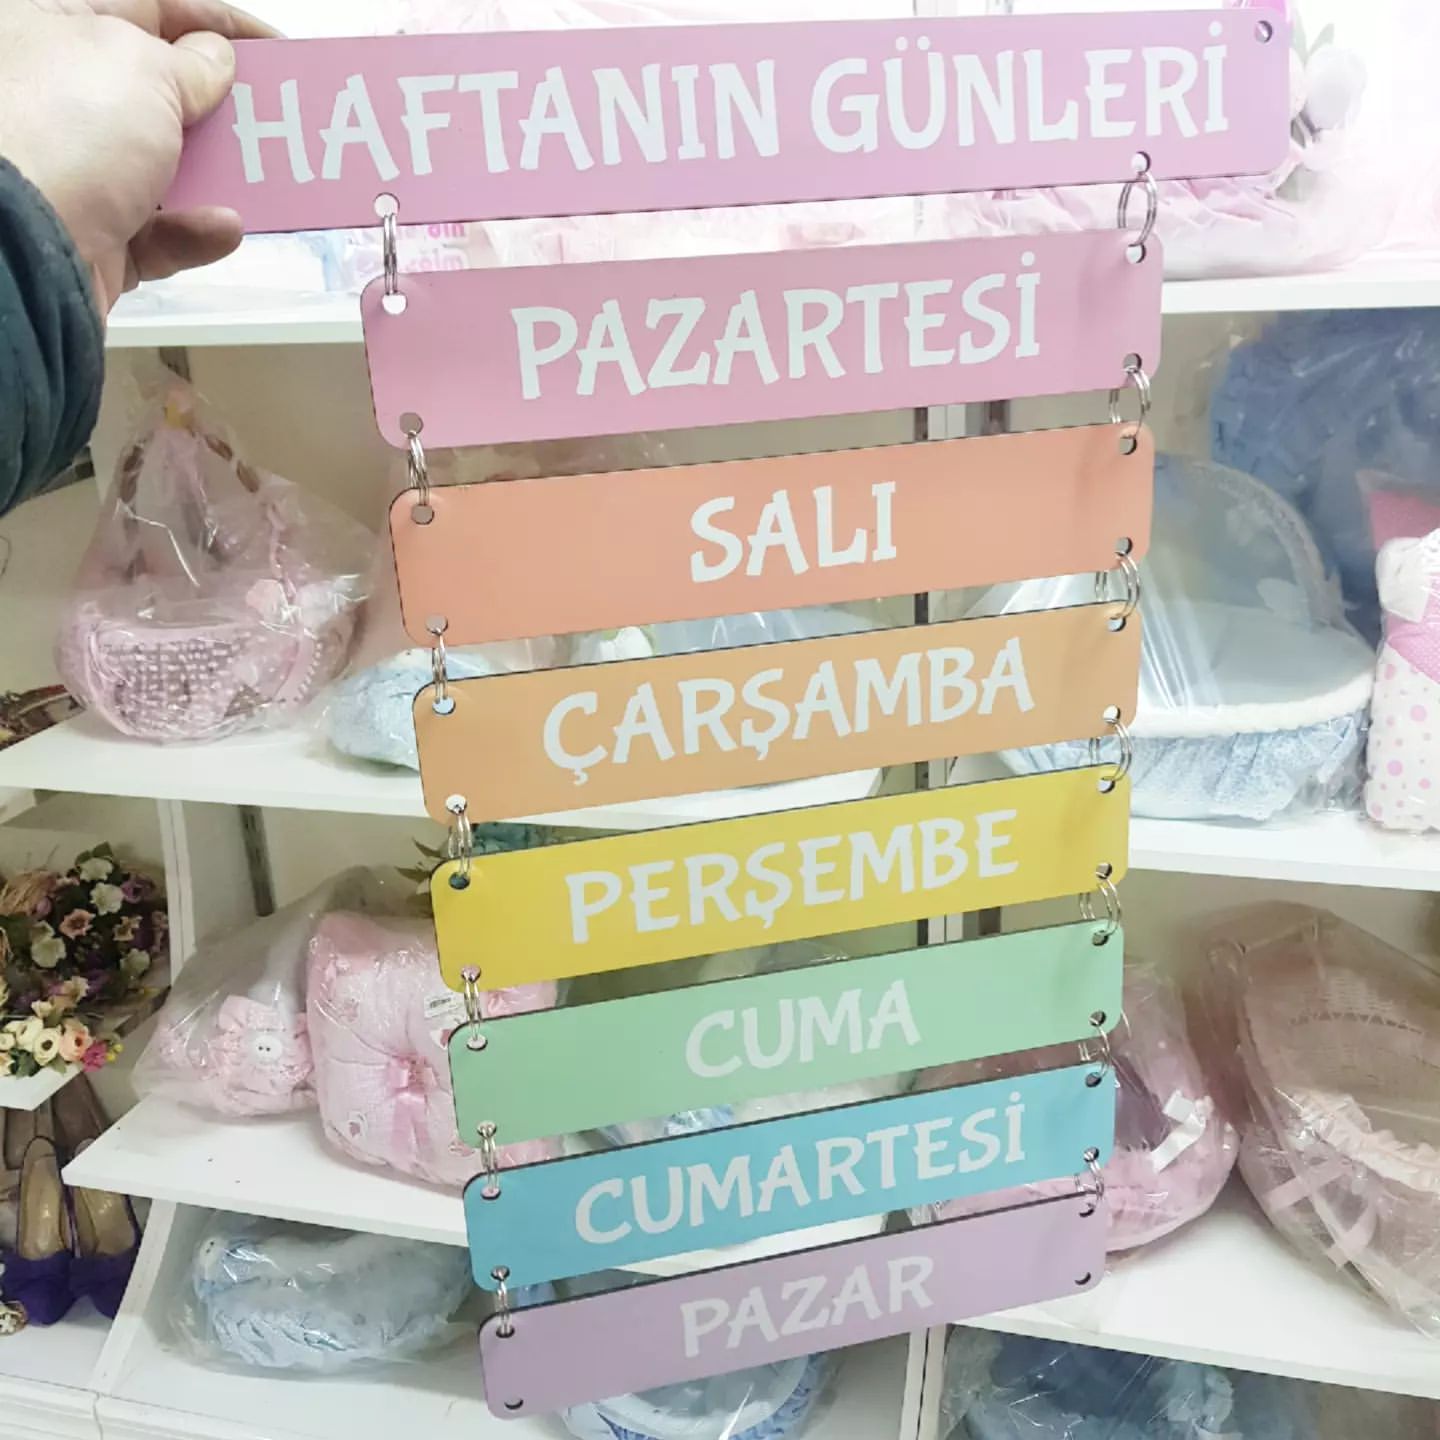 HAFTANIN GÜNLERİ
PAZARTESİ
SALI
ÇARŞAMBA
PERŞEMBE
CUMA
CUMARTESİ
PAZAR